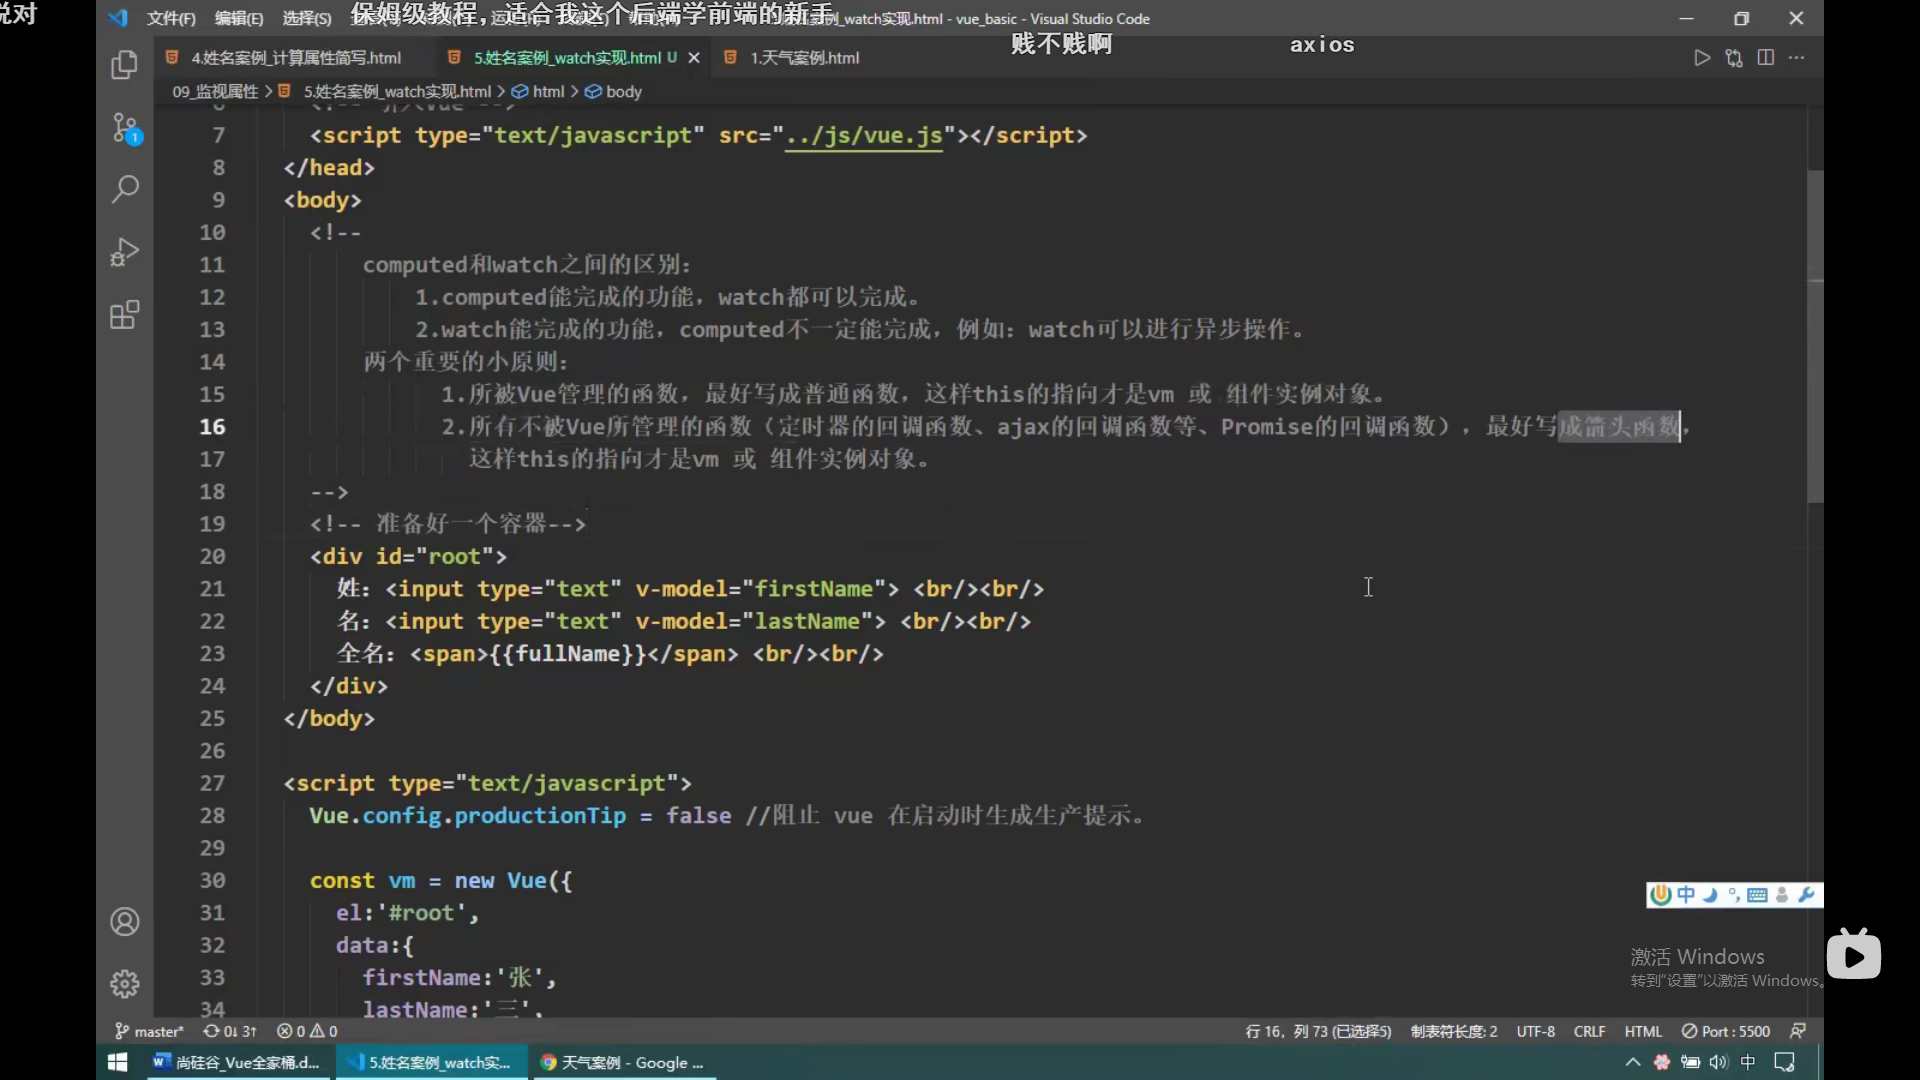 说对
文件(F) 编辑(E) 选择(S)
保姆级教程，适合我这个后端学前端的新手
_watch实现.html - vue_basic - Visual Studio Code
贱不贱啊
axios
4.姓名案例_计算属性简写.html
5.姓名案例_watch实现.html U
1.天气案例.html
09_监视属性 > 5.姓名案例_watch实现.html > html > body
7 <script type="text/javascript" src="../js/vue.js"></script>
8 </head>
9 <body>
10 <!--
11 computed和watch之间的区别：
12 1.computed能完成的功能，watch都可以完成。
13 2.watch能完成的功能，computed不一定能完成，例如：watch可以进行异步操作。
14 两个重要的小原则：
15 1.所被Vue管理的函数，最好写成普通函数，这样this的指向才是vm 或 组件实例对象。
16 2.所有不被Vue所管理的函数（定时器的回调函数、ajax的回调函数等、Promise的回调函数），最好写成箭头函数，
17 这样this的指向才是vm 或 组件实例对象。
18 -->
19 <!-- 准备好一个容器-->
20 <div id="root">
21 姓：<input type="text" v-model="firstName"> <br/><br/>
22 名：<input type="text" v-model="lastName"> <br/><br/>
23 全名：<span>{{fullName}}</span> <br/><br/>
24 </div>
25 </body>
26
27 <script type="text/javascript">
28 Vue.config.productionTip = false //阻止 vue 在启动时生成生产提示。
29
30 const vm = new Vue({
31 el:'#root',
32 data:{
33 firstName:'张',
34 lastName:'三',
中
激活 Windows
转到"设置"以激活 Windows。
master* 0↓ 3↑ 0 0
行 16，列 73 (已选择5) 制表符长度: 2 UTF-8 CRLF HTML Port : 5500
尚硅谷_Vue全家桶.d...
5.姓名案例_watch实...
天气案例 - Google ...
中